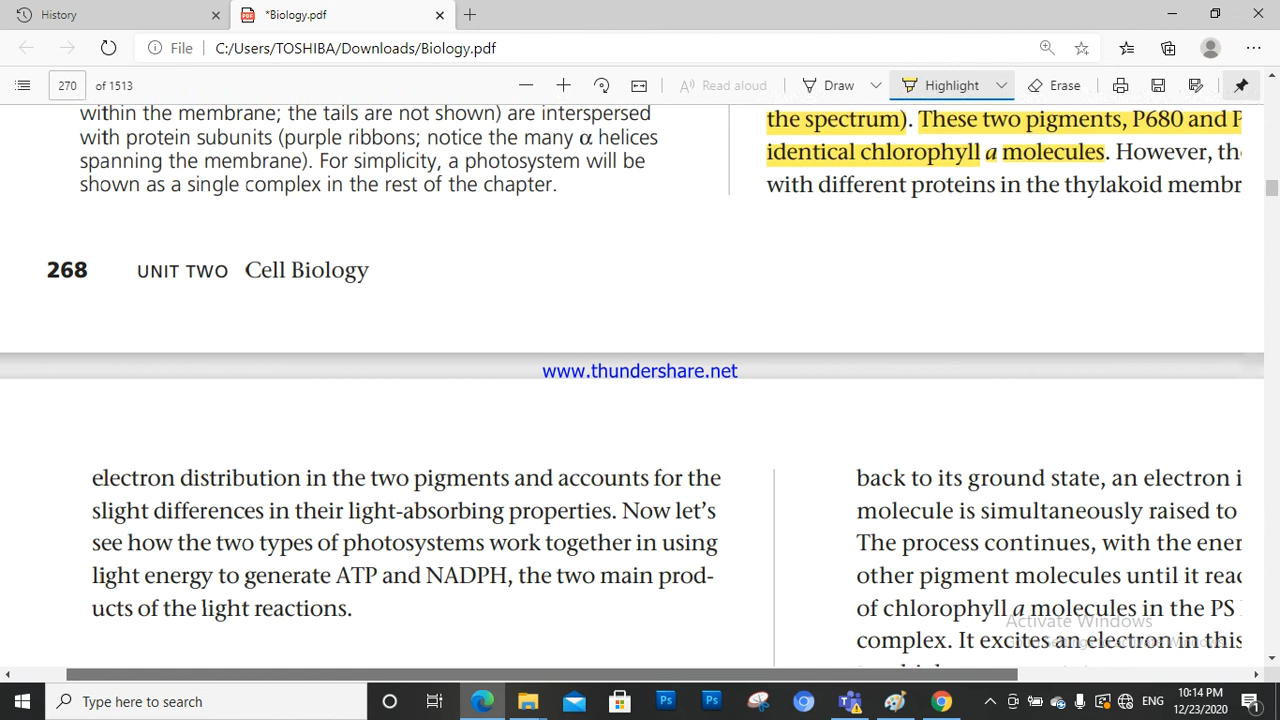 History
*Biology.pdf
File
C:/Users/TOSHIBA/Downloads/Biology.pdf
270 of 1513
Read aloud
Draw
Highlight
Erase
within the membrane; the tails are not shown) are interspersed
with protein subunits (purple ribbons; notice the many α helices
spanning the membrane). For simplicity, a photosystem will be
shown as a single complex in the rest of the chapter.
the spectrum). These two pigments, P680 and P
identical chlorophyll a molecules. However, th
with different proteins in the thylakoid membr
268 UNIT TWO Cell Biology
www.thundershare.net
electron distribution in the two pigments and accounts for the
slight differences in their light-absorbing properties. Now let's
see how the two types of photosystems work together in using
light energy to generate ATP and NADPH, the two main prod-
ucts of the light reactions.
back to its ground state, an electron i
molecule is simultaneously raised to
The process continues, with the ener
other pigment molecules until it reac
of chlorophyll a molecules in the PS
complex. It excites an electron in this
Activate Windows
Type here to search
ENG
10:14 PM
12/23/2020